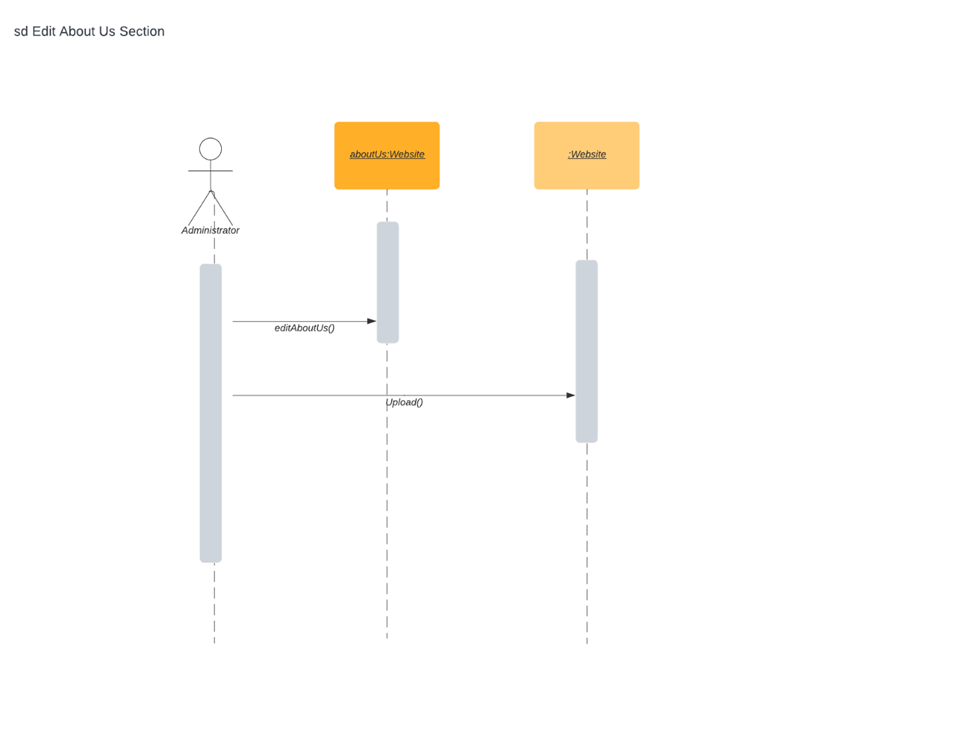 sd Edit About Us Section
aboutUs:Website
:Website
Administrator
editAboutUs()
Upload()